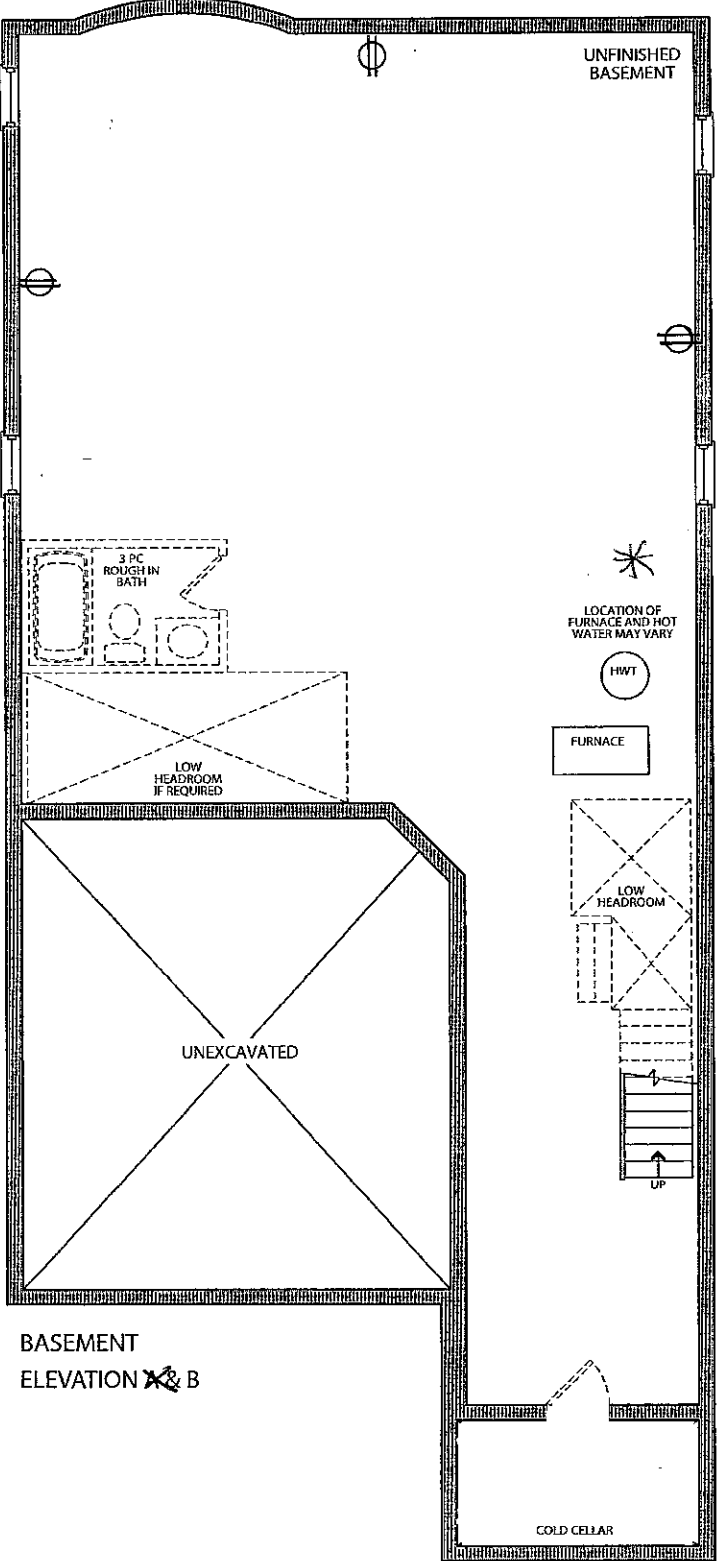 UNFINISHED
BASEMENT
3 PC
ROUGH IN
BATH
LOCATION OF
FURNACE AND HOT
WATER MAY VARY
HWT
FURNACE
LOW
HEADROOM
IF REQUIRED
LOW
HEADROOM
UNEXCAVATED
UP
BASEMENT
ELEVATION A & B
COLD CELLAR